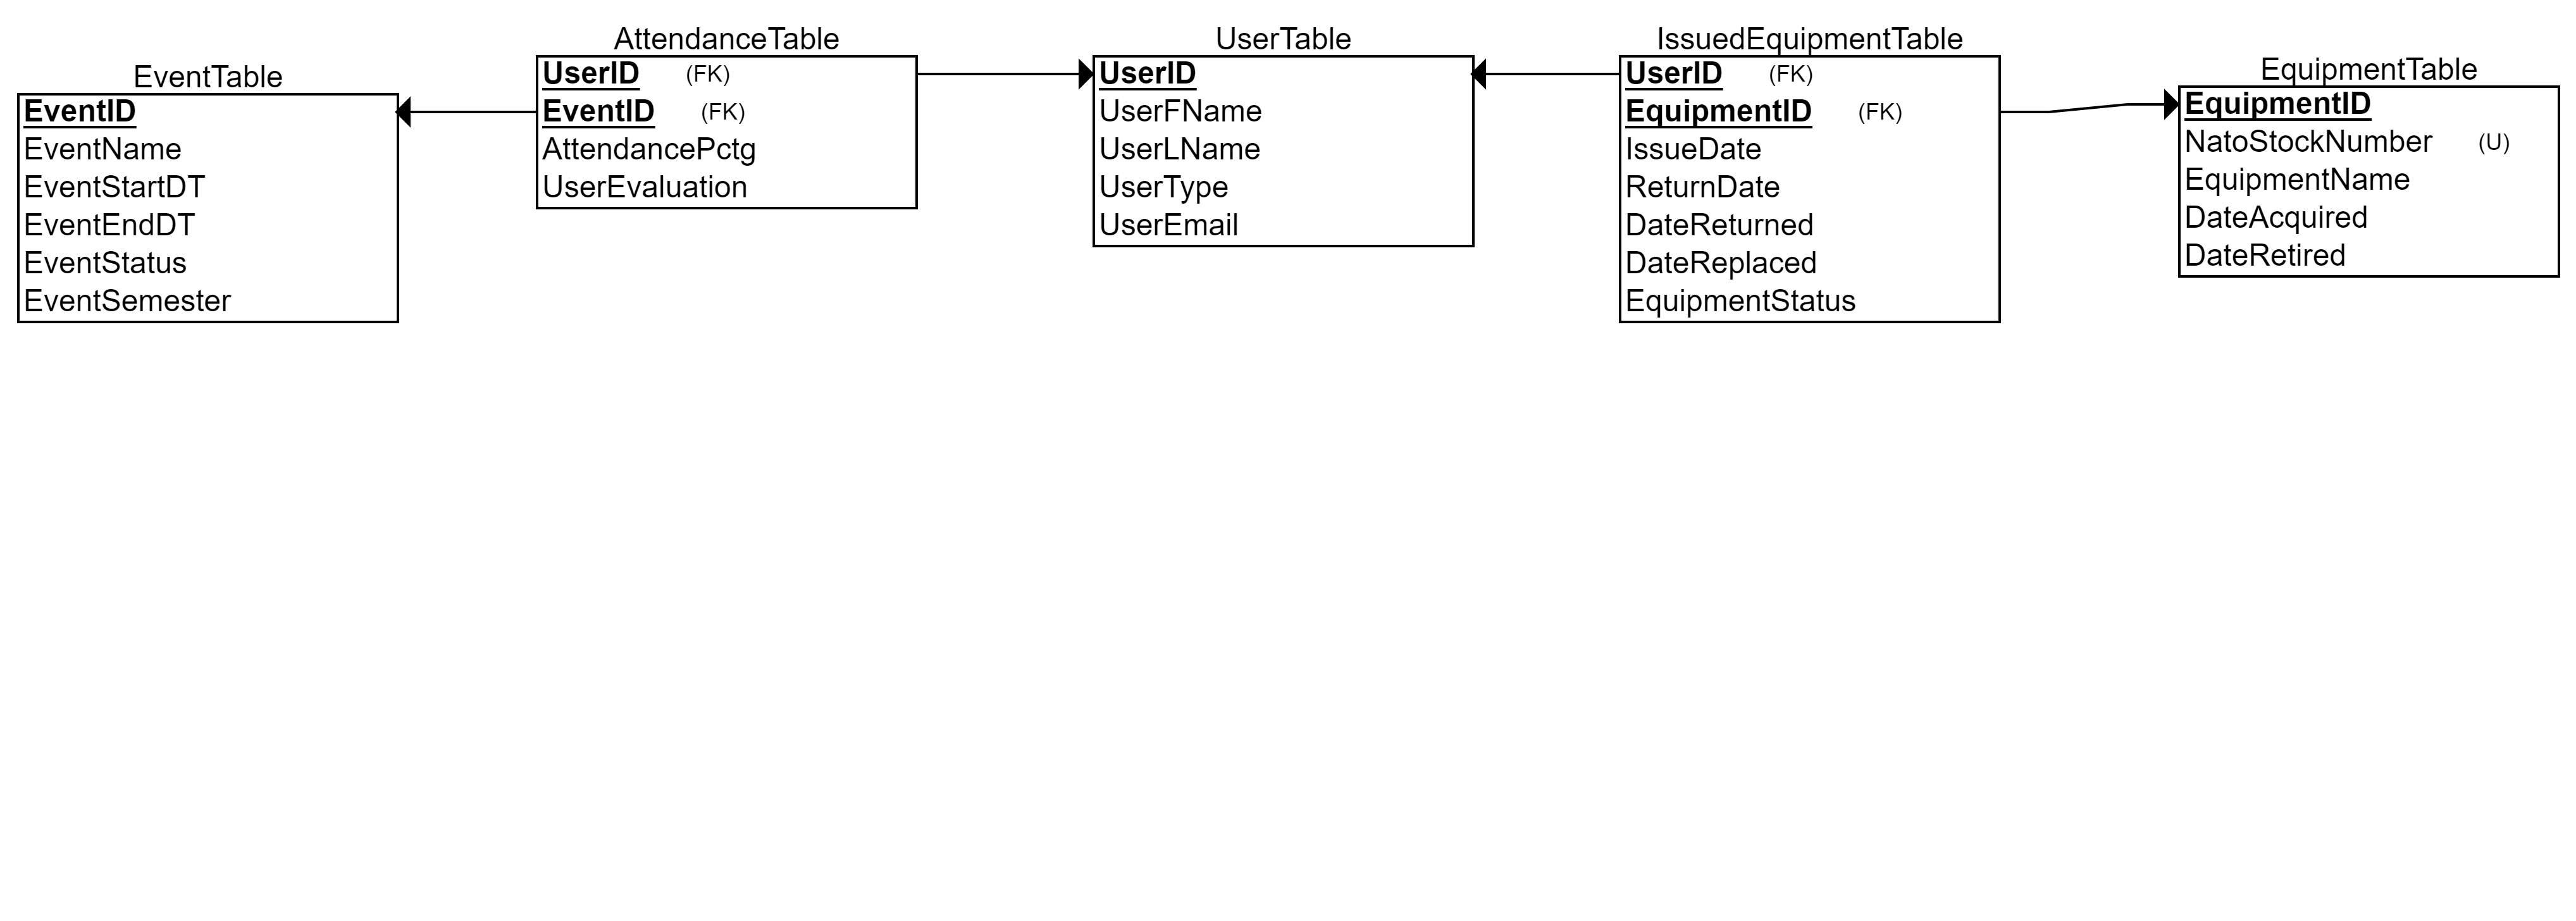 EventTable
EventID
EventName
EventStartDT
EventEndDT
EventStatus
EventSemester
AttendanceTable
UserID (FK)
EventID (FK)
AttendancePctg
UserEvaluation
UserTable
UserID
UserFName
UserLName
UserType
UserEmail
IssuedEquipmentTable
UserID (FK)
EquipmentID (FK)
IssueDate
ReturnDate
DateReturned
DateReplaced
EquipmentStatus
EquipmentTable
EquipmentID
NatoStockNumber (U)
EquipmentName
DateAcquired
DateRetired